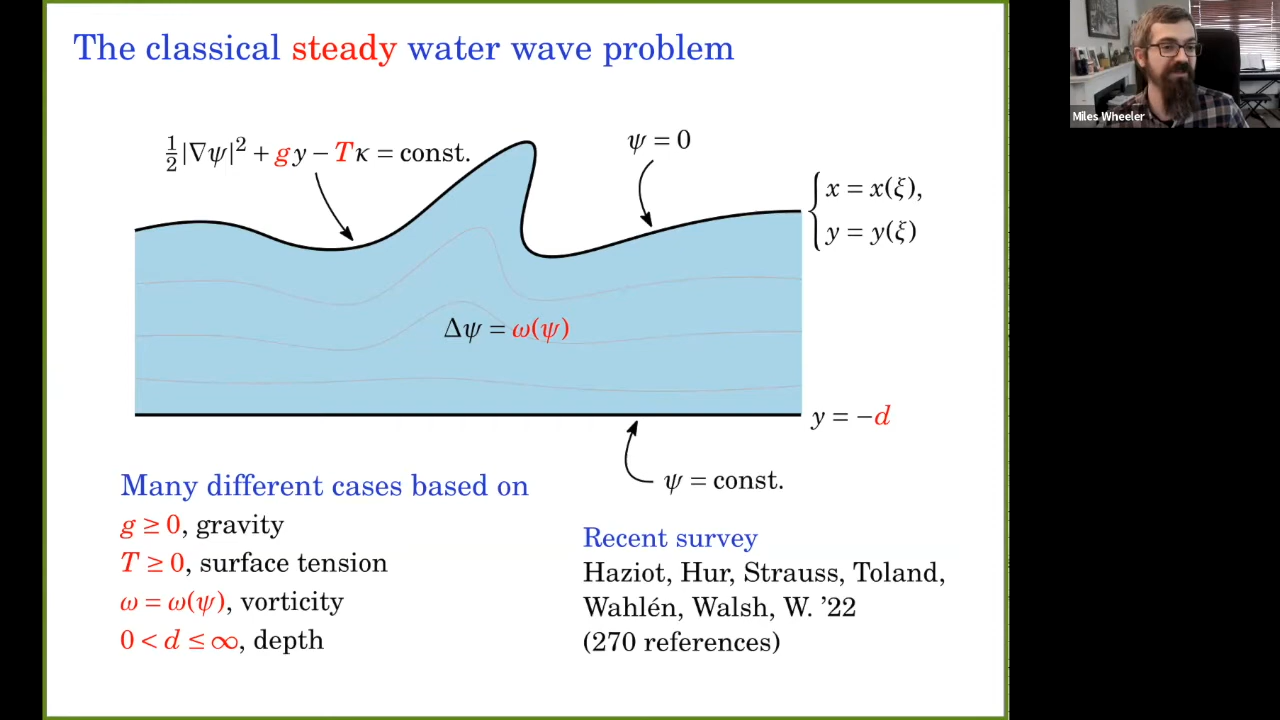 The classical steady water wave problem
½|∇ψ|² + gy − Tκ = const.
ψ = 0
x = x(ξ),
y = y(ξ)
Δψ = ω(ψ)
y = −d
ψ = const.
Many different cases based on
g ≥ 0, gravity
T ≥ 0, surface tension
ω = ω(ψ), vorticity
0 < d ≤ ∞, depth
Recent survey
Haziot, Hur, Strauss, Toland,
Wahlén, Walsh, W. ’22
(270 references)
Miles Wheeler